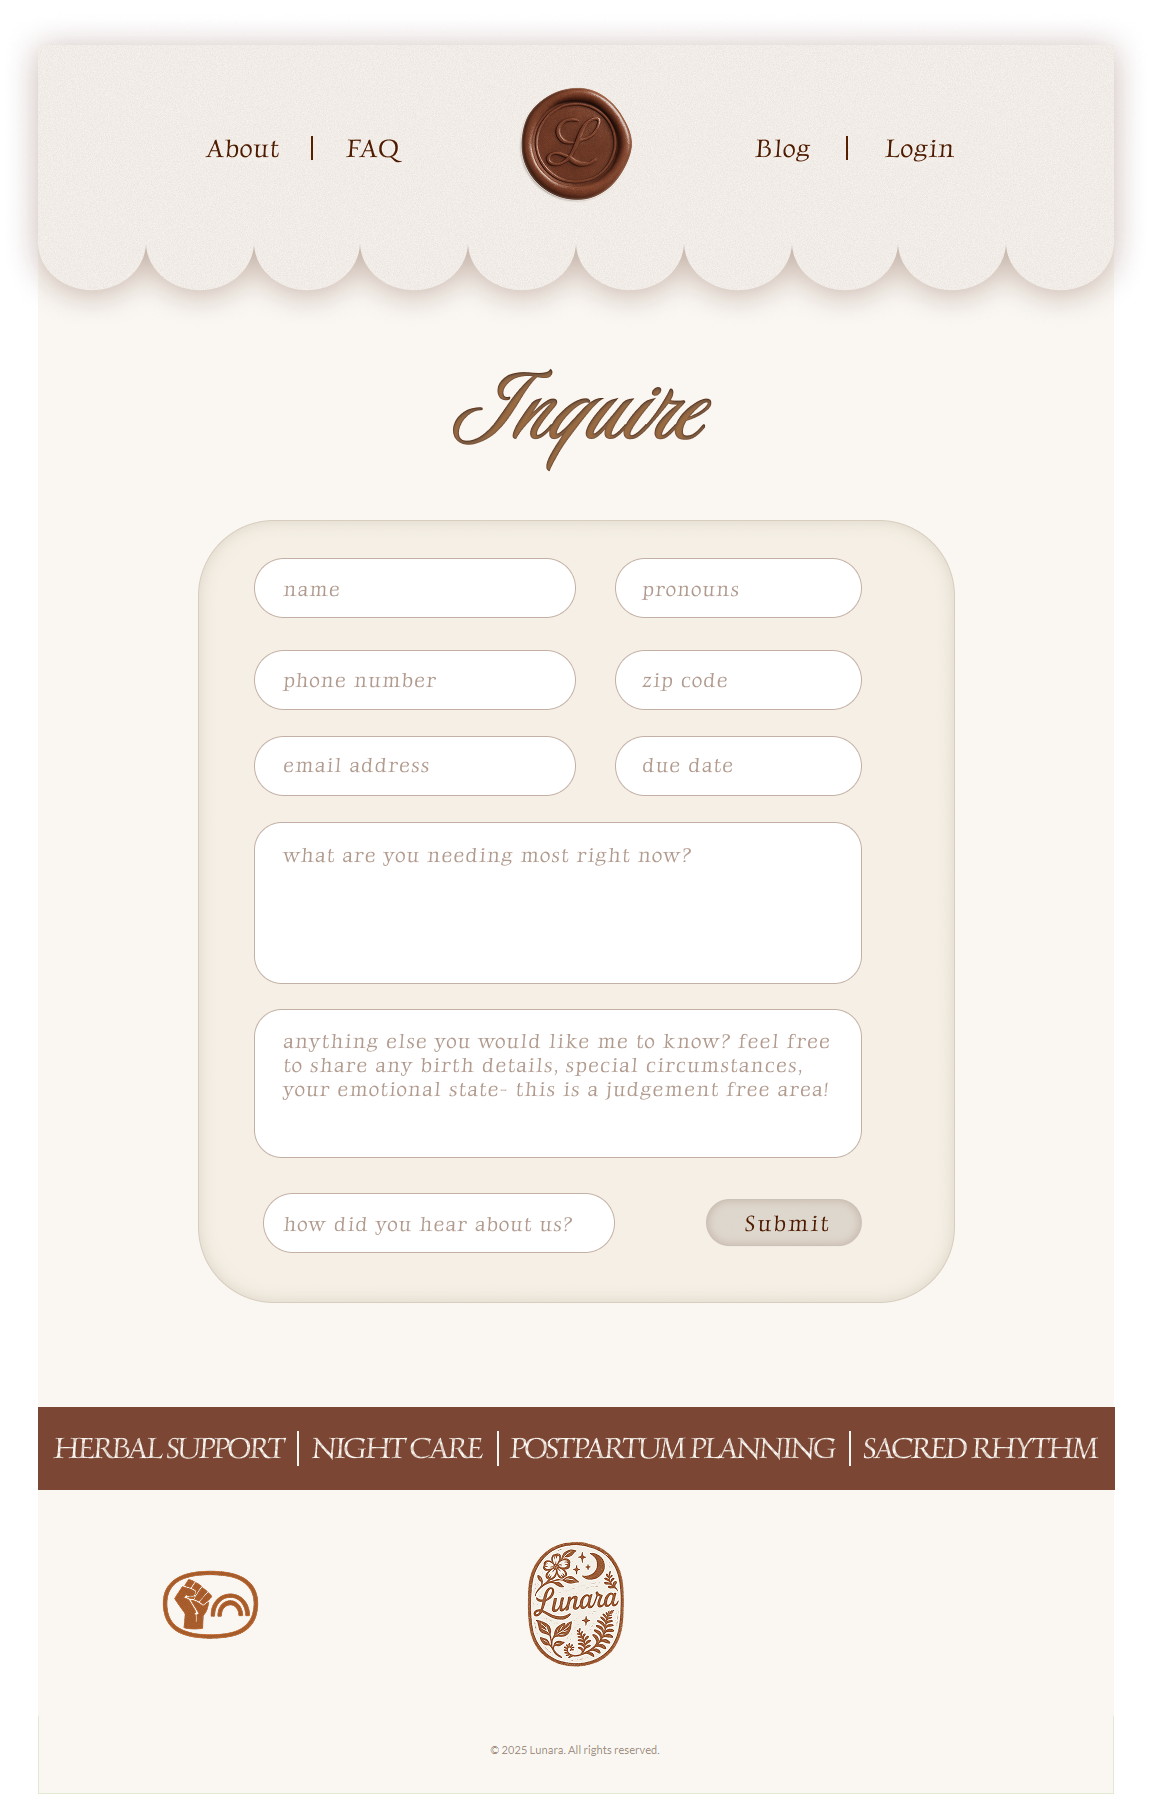 About | FAQ
L
Blog | Login
Inquire
name
pronouns
phone number
zip code
email address
due date
what are you needing most right now?
anything else you would like me to know? feel free
to share any birth details, special circumstances,
your emotional state- this is a judgement free area!
how did you hear about us?
Submit
HERBAL SUPPORT | NIGHT CARE | POSTPARTUM PLANNING | SACRED RHYTHM
Lunara
© 2025 Lunara. All rights reserved.